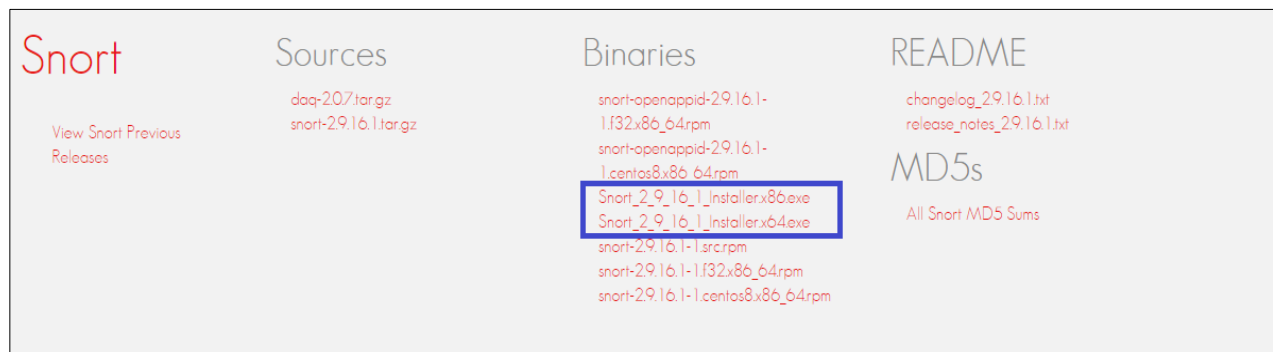 Snort
View Snort Previous
Releases
Sources
daq-2.0.7.tar.gz
snort-2.9.16.1.tar.gz
Binaries
snort-openappid-2.9.16.1-
1.f32.x86_64.rpm
snort-openappid-2.9.16.1-
1.centos8.x86_64.rpm
Snort_2_9_16_1_Installer.x86.exe
Snort_2_9_16_1_Installer.x64.exe
snort-2.9.16.1-1.src.rpm
snort-2.9.16.1-1.f32.x86_64.rpm
snort-2.9.16.1-1.centos8.x86_64.rpm
README
changelog_2.9.16.1.txt
release_notes_2.9.16.1.txt
MD5s
All Snort MD5 Sums